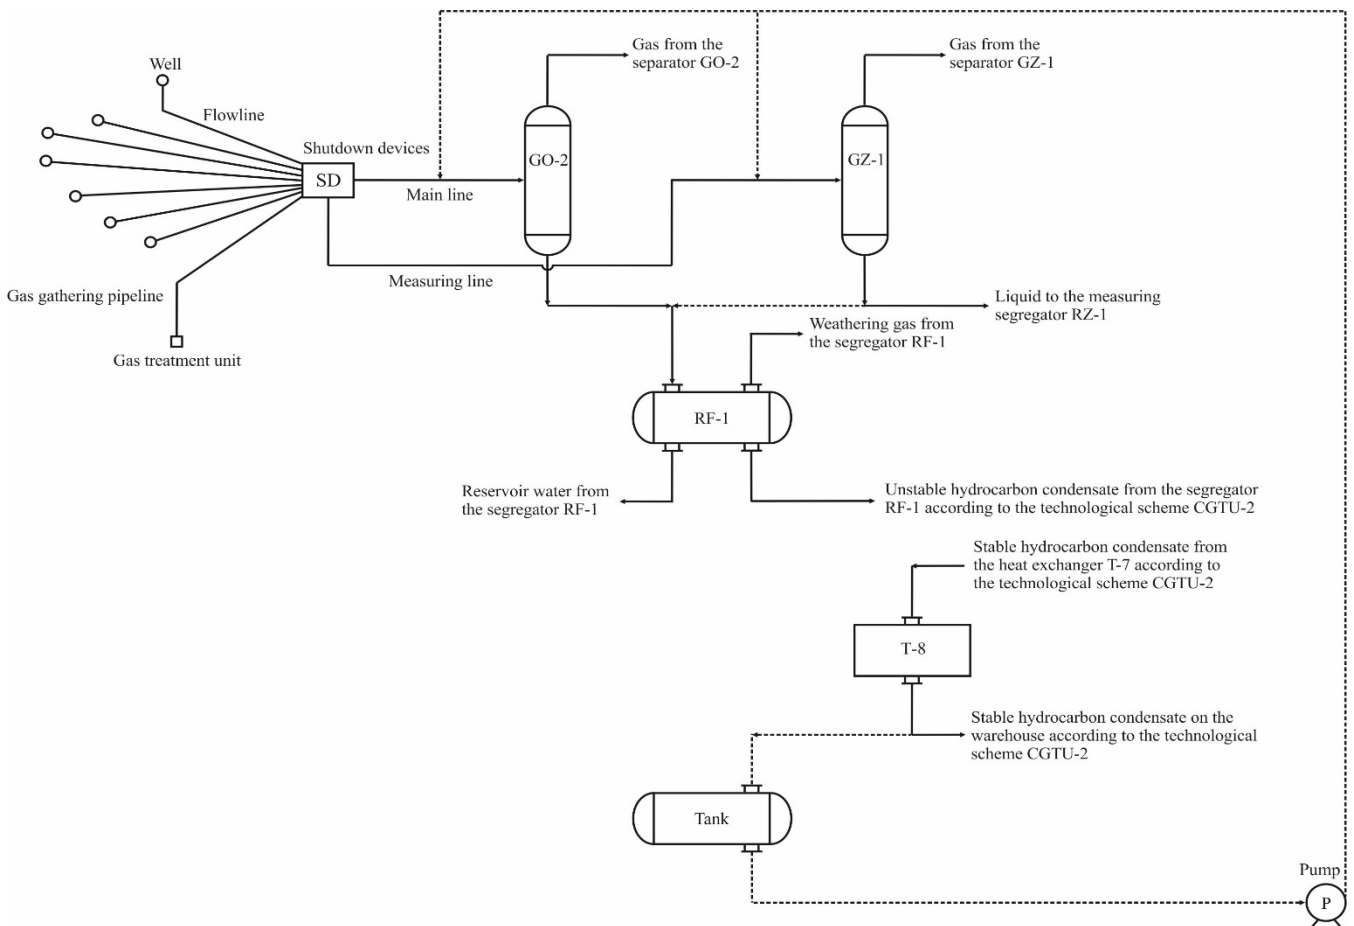 Gas from the
separator GO-2
Gas from the
separator GZ-1
Well
Flowline
Shutdown devices
SD
Main line
GO-2
GZ-1
Measuring line
Gas gathering pipeline
Gas treatment unit
Liquid to the measuring
segregator RZ-1
Weathering gas from
the segregator RF-1
RF-1
Reservoir water from
the segregator RF-1
Unstable hydrocarbon condensate from the segregator
RF-1 according to the technological scheme CGTU-2
Stable hydrocarbon condensate from
the heat exchanger T-7 according to
the technological scheme CGTU-2
T-8
Stable hydrocarbon condensate on the
warehouse according to the technological
scheme CGTU-2
Tank
Pump
P